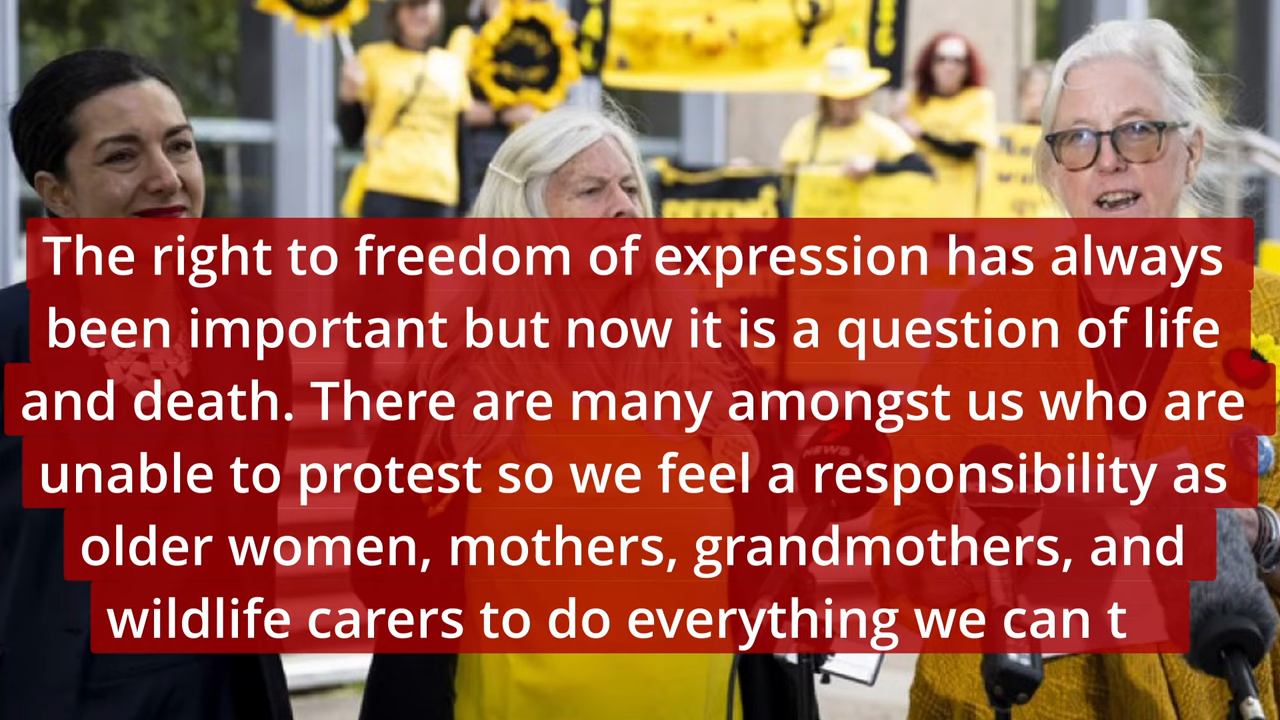 The right to freedom of expression has always
been important but now it is a question of life
and death. There are many amongst us who are
unable to protest so we feel a responsibility as
older women, mothers, grandmothers, and
wildlife carers to do everything we can t
NEWS